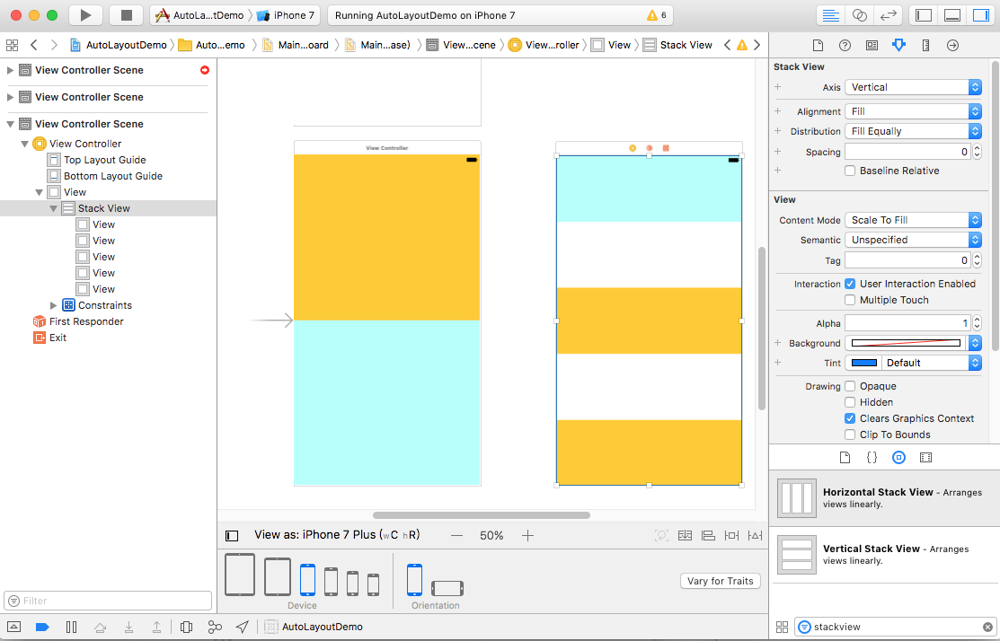 AutoLa...tDemo
iPhone 7
Running AutoLayoutDemo on iPhone 7
6
AutoLayoutDemo
Auto...emo
Main...oard
Main...ase)
View...cene
View...roller
View
Stack View
View Controller Scene
View Controller Scene
View Controller Scene
View Controller
Top Layout Guide
Bottom Layout Guide
View
Stack View
View
View
View
View
View
Constraints
First Responder
Exit
Filter
View Controller
View as: iPhone 7 Plus (wC hR)
50%
Device
Orientation
Vary for Traits
AutoLayoutDemo
Stack View
Axis Vertical
Alignment Fill
Distribution Fill Equally
Spacing 0
Baseline Relative
View
Content Mode Scale To Fill
Semantic Unspecified
Tag 0
Interaction User Interaction Enabled
Multiple Touch
Alpha 1
Background
Tint Default
Drawing Opaque
Hidden
Clears Graphics Context
Clip To Bounds
{}
Horizontal Stack View - Arranges
views linearly.
Vertical Stack View - Arranges
views linearly.
stackview